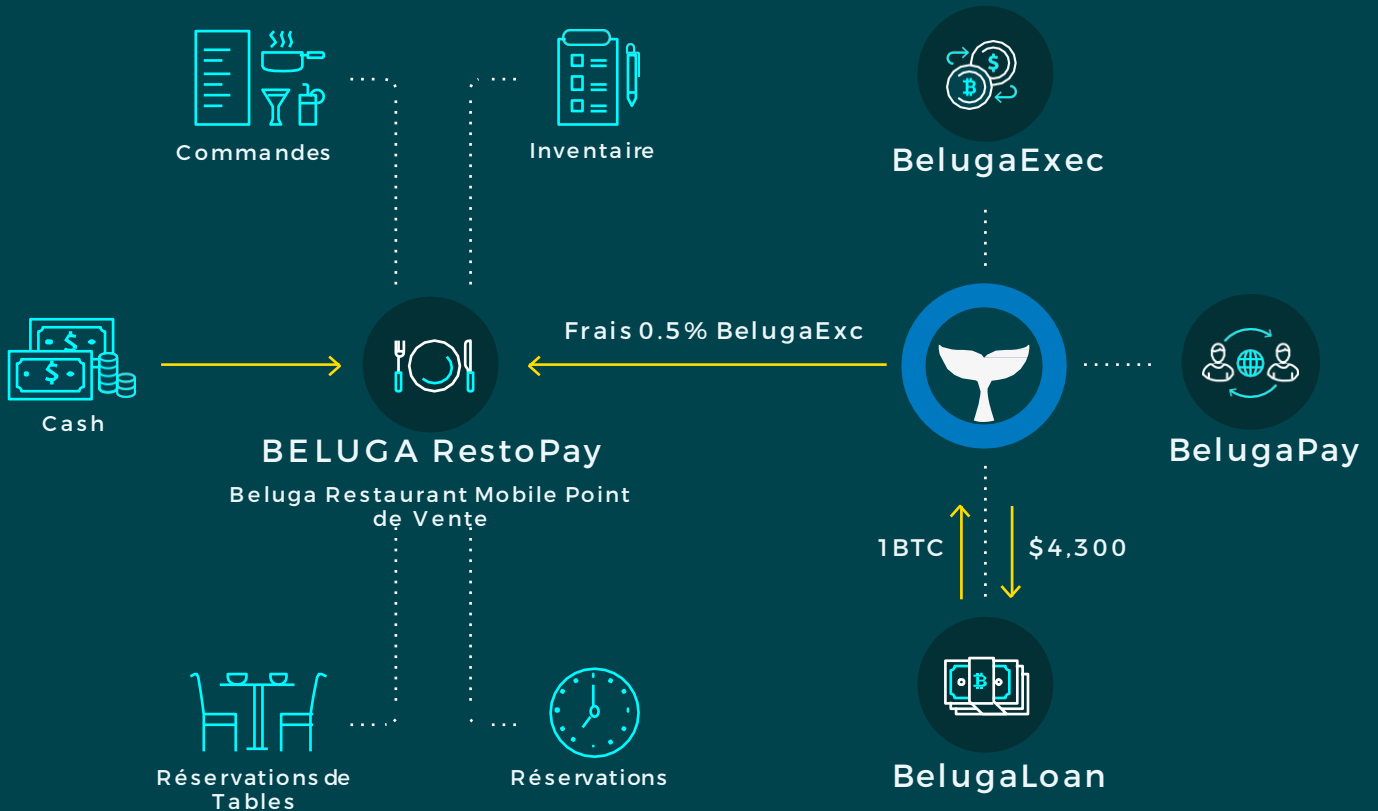 Commandes
Inventaire
BelugaExec
Frais 0.5% BelugaExc
Cash
BELUGA RestoPay
Beluga Restaurant Mobile Point
de Vente
BelugaPay
1BTC
$4,300
Réservations de
Tables
Réservations
BelugaLoan